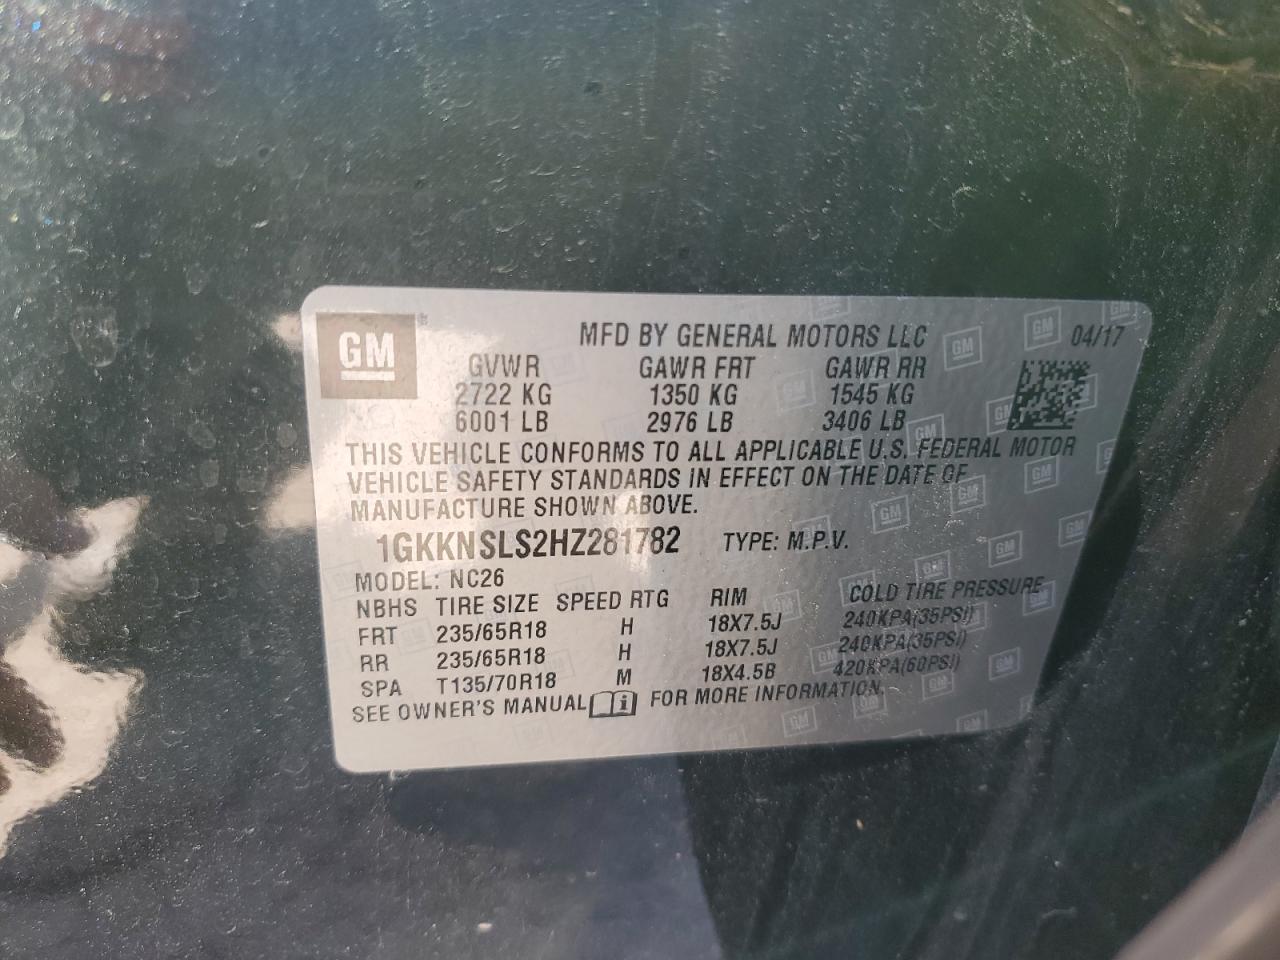 GM
MFD BY GENERAL MOTORS LLC 04/17
GVWR GAWR FRT GAWR RR
2722 KG 1350 KG 1545 KG
6001 LB 2976 LB 3406 LB
THIS VEHICLE CONFORMS TO ALL APPLICABLE U.S. FEDERAL MOTOR
VEHICLE SAFETY STANDARDS IN EFFECT ON THE DATE OF
MANUFACTURE SHOWN ABOVE.
1GKKNSLS2HZ281782 TYPE: M.P.V.
MODEL: NC26
NBHS TIRE SIZE SPEED RTG RIM COLD TIRE PRESSURE
FRT 235/65R18 H 18X7.5J 240KPA(35PSI)
RR 235/65R18 H 18X7.5J 240KPA(35PSI)
SPA T135/70R18 M 18X4.5B 420KPA(60PSI)
SEE OWNER'S MANUAL FOR MORE INFORMATION.